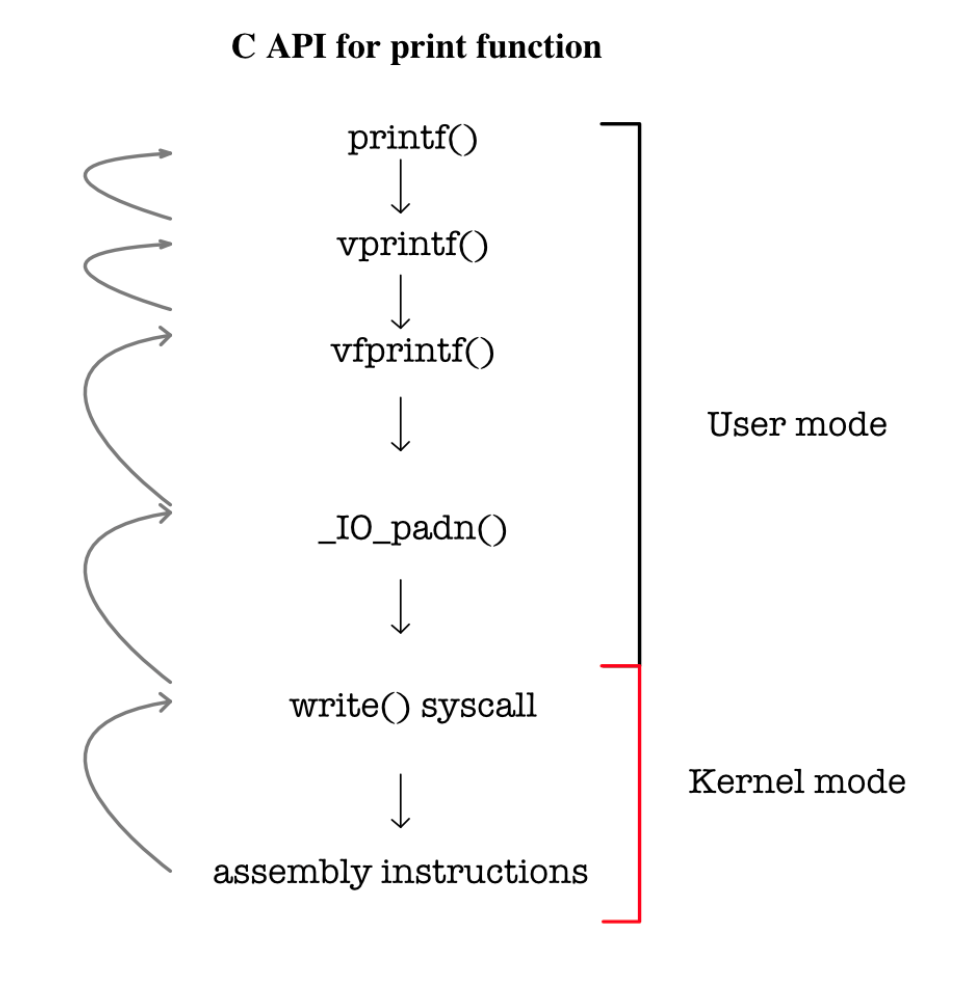 C API for print function
printf()
vprintf()
vfprintf()
User mode
_IO_padn()
write() syscall
Kernel mode
assembly instructions